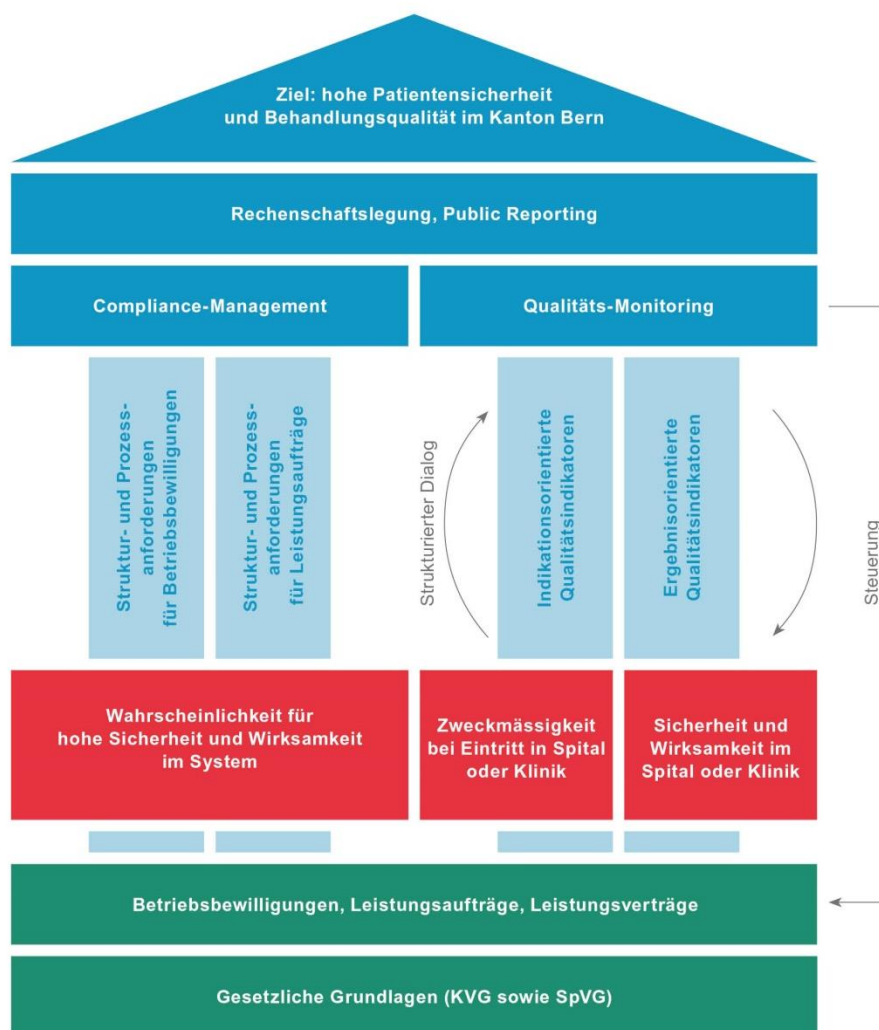 Ziel: hohe Patientensicherheit
und Behandlungsqualität im Kanton Bern
Rechenschaftslegung, Public Reporting
Compliance-Management
Qualitäts-Monitoring
Struktur- und Prozess-
anforderungen
für Betriebsbewilligungen
Struktur- und Prozess-
anforderungen
für Leistungsaufträge
Strukturierter Dialog
Indikationsorientierte
Qualitätsindikatoren
Ergebnisorientierte
Qualitätsindikatoren
Steuerung
Wahrscheinlichkeit für
hohe Sicherheit und Wirksamkeit
im System
Zweckmässigkeit
bei Eintritt in Spital
oder Klinik
Sicherheit und
Wirksamkeit im
Spital oder Klinik
Betriebsbewilligungen, Leistungsaufträge, Leistungsverträge
Gesetzliche Grundlagen (KVG sowie SpVG)